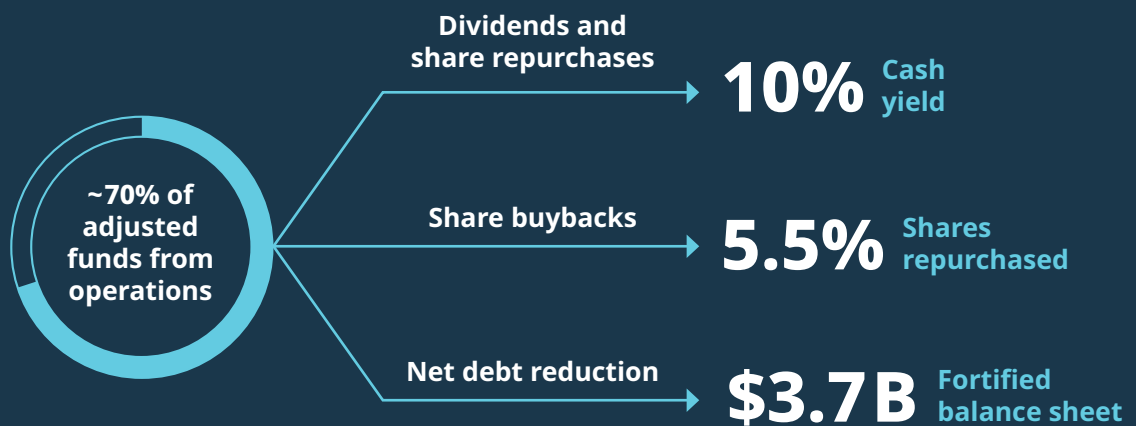 ~70% of
adjusted
funds from
operations
Dividends and
share repurchases
10%
Cash
yield
Share buybacks
5.5%
Shares
repurchased
Net debt reduction
$3.7B
Fortified
balance sheet